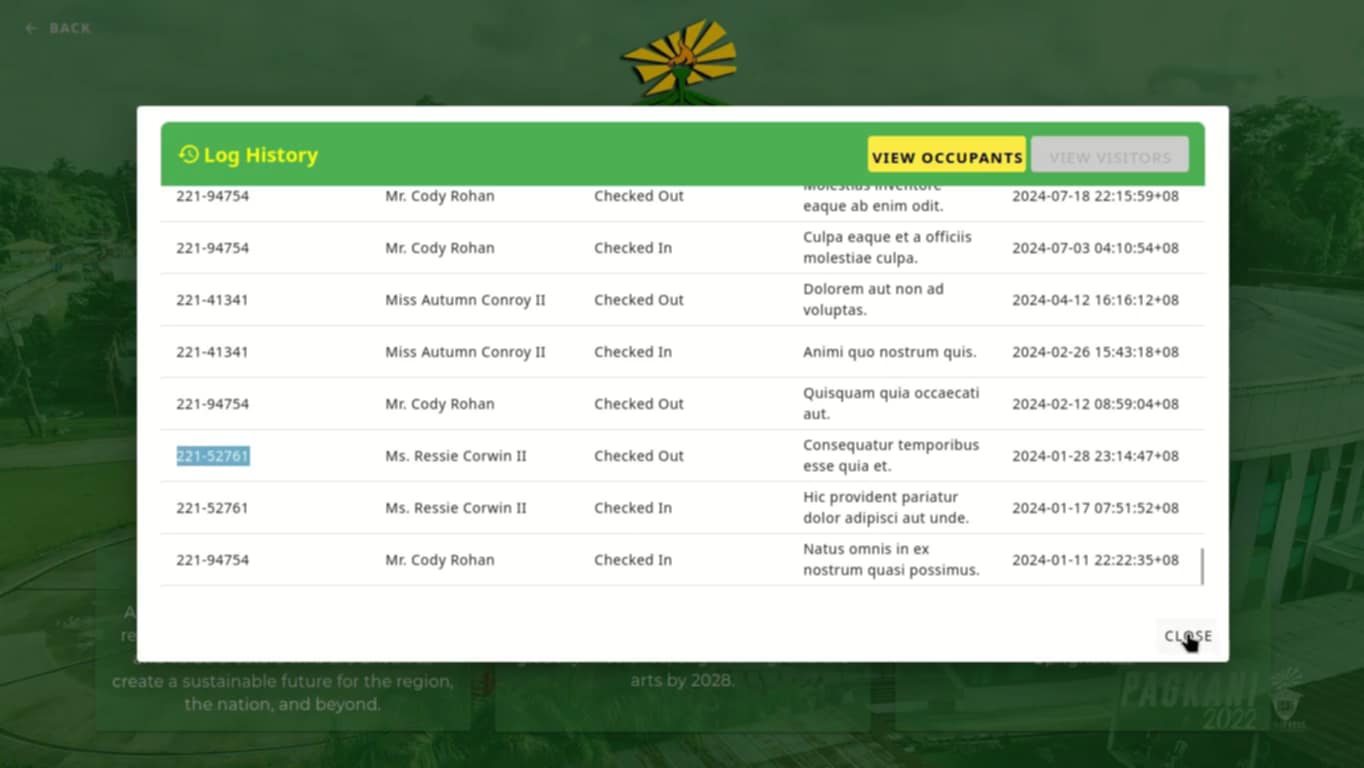 ← BACK
Log History
VIEW OCCUPANTS
VIEW VISITORS
221-94754 Mr. Cody Rohan Checked Out Molestias inventore eaque ab enim odit. 2024-07-18 22:15:59+08
221-94754 Mr. Cody Rohan Checked In Culpa eaque et a officiis molestiae culpa. 2024-07-03 04:10:54+08
221-41341 Miss Autumn Conroy II Checked Out Dolorem aut non ad voluptas. 2024-04-12 16:16:12+08
221-41341 Miss Autumn Conroy II Checked In Animi quo nostrum quis. 2024-02-26 15:43:18+08
221-94754 Mr. Cody Rohan Checked Out Quisquam quia occaecati aut. 2024-02-12 08:59:04+08
221-52761 Ms. Ressie Corwin II Checked Out Consequatur temporibus esse quia et. 2024-01-28 23:14:47+08
221-52761 Ms. Ressie Corwin II Checked In Hic provident pariatur dolor adipisci aut unde. 2024-01-17 07:51:52+08
221-94754 Mr. Cody Rohan Checked In Natus omnis in ex nostrum quasi possimus. 2024-01-11 22:22:35+08
CLOSE
create a sustainable future for the region,
the nation, and beyond.
arts by 2028.
PAGKANI
2022